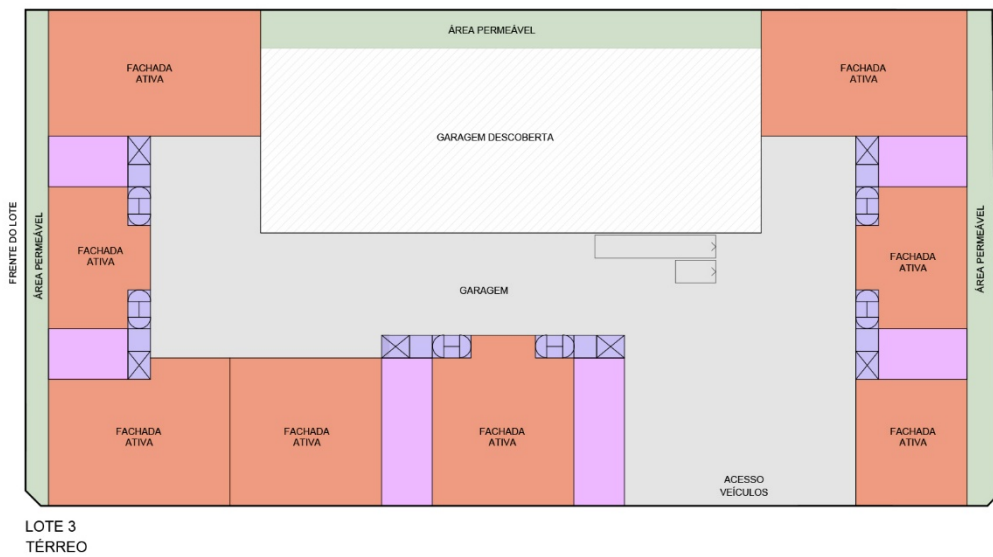 ÁREA PERMEÁVEL
FACHADA
ATIVA
FACHADA
ATIVA
GARAGEM DESCOBERTA
FRENTE DO LOTE
ÁREA PERMEÁVEL
FACHADA
ATIVA
FACHADA
ATIVA
ÁREA PERMEÁVEL
GARAGEM
FACHADA
ATIVA
FACHADA
ATIVA
FACHADA
ATIVA
FACHADA
ATIVA
ACESSO
VEÍCULOS
LOTE 3
TÉRREO